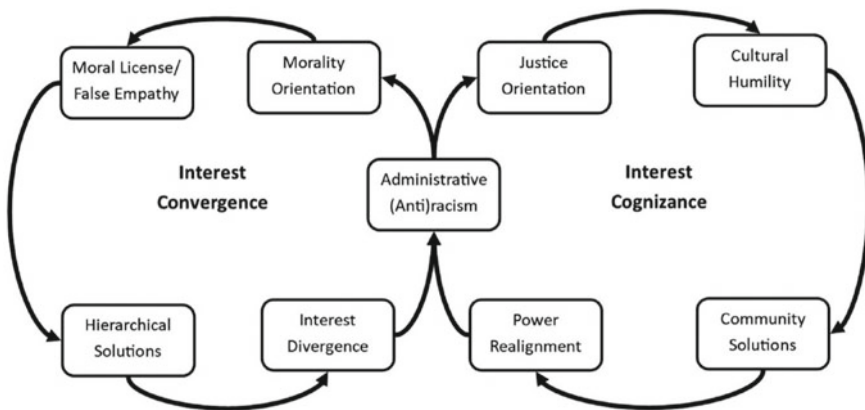 Moral License/
False Empathy
Morality
Orientation
Justice
Orientation
Cultural
Humility
Interest
Convergence
Administrative
(Anti)racism
Interest
Cognizance
Hierarchical
Solutions
Interest
Divergence
Power
Realignment
Community
Solutions